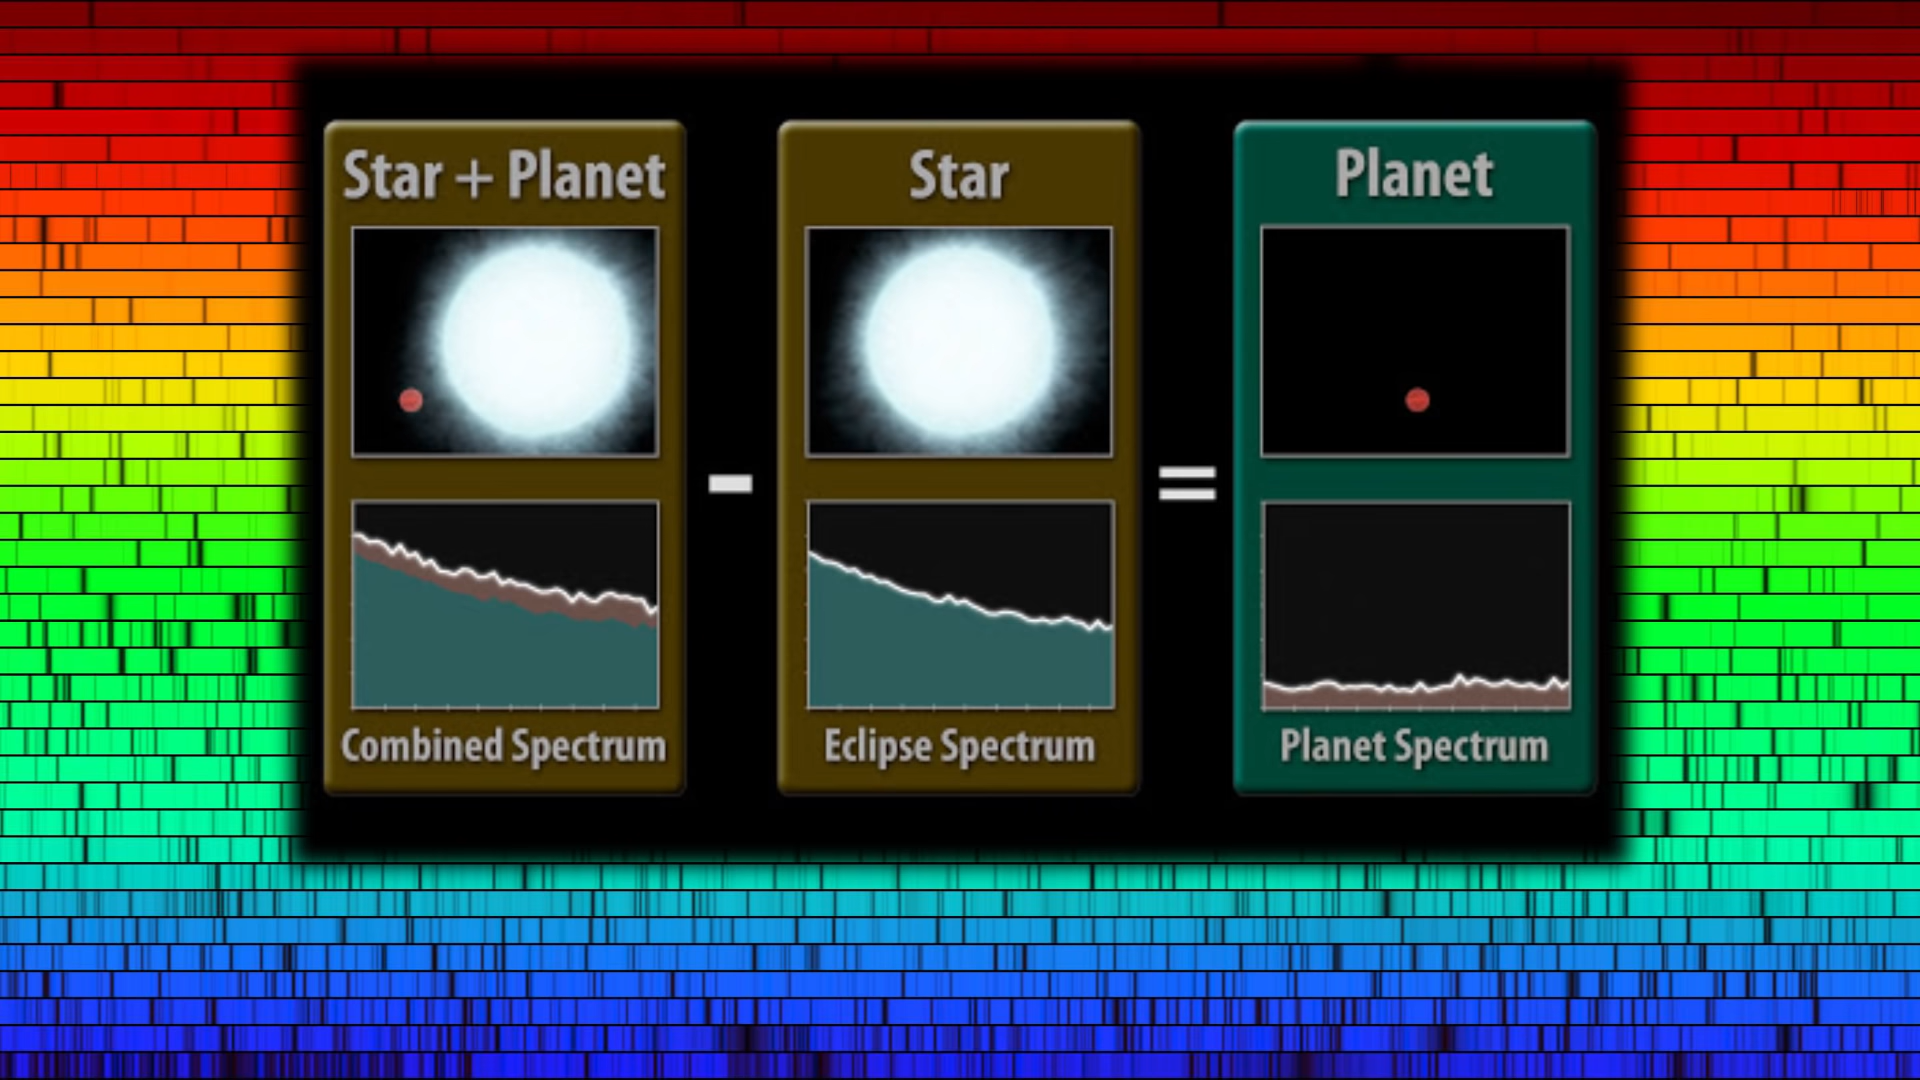 Star + Planet
Combined Spectrum
-
Star
Eclipse Spectrum
=
Planet
Planet Spectrum